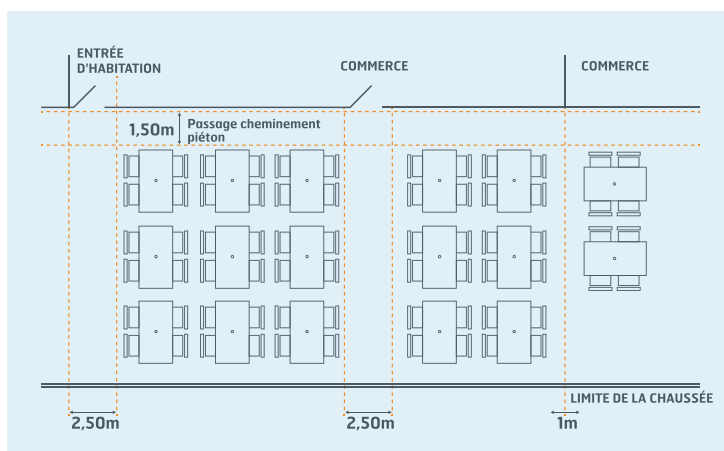 ENTRÉE
D'HABITATION
COMMERCE
COMMERCE
1,50m
Passage cheminement
piéton
LIMITE DE LA CHAUSSÉE
2,50m
2,50m
1m